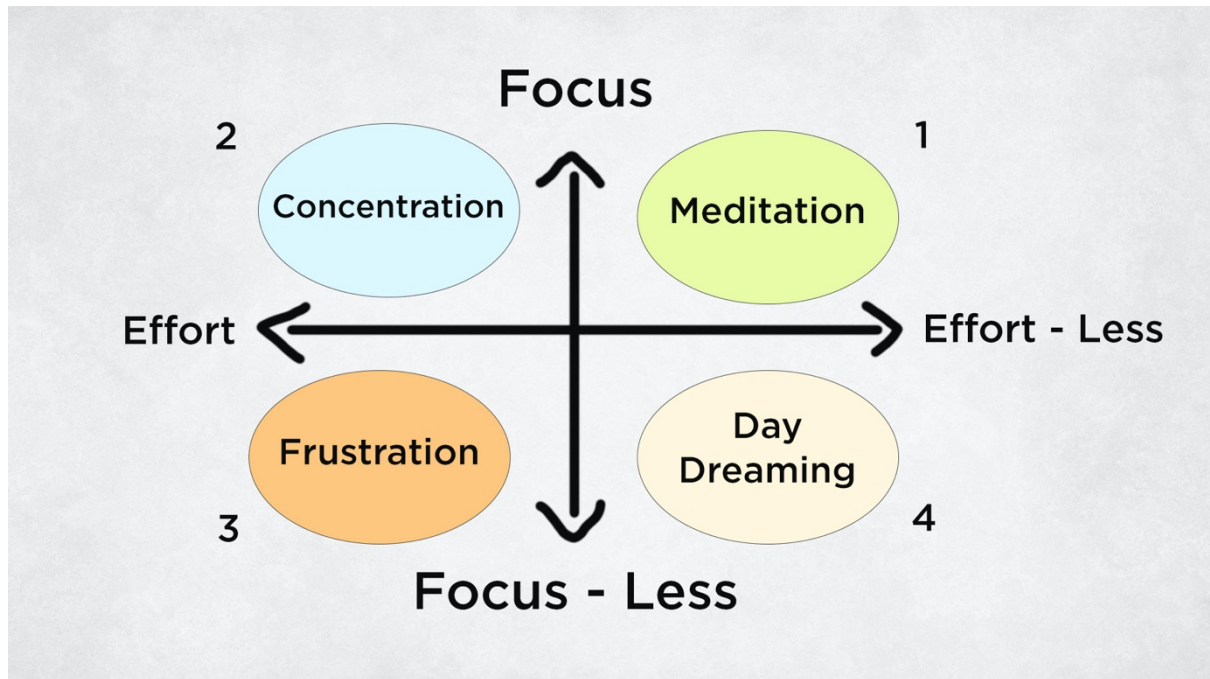 Focus
2
1
Concentration
Meditation
Effort
Effort - Less
Frustration
Day
Dreaming
3
4
Focus - Less